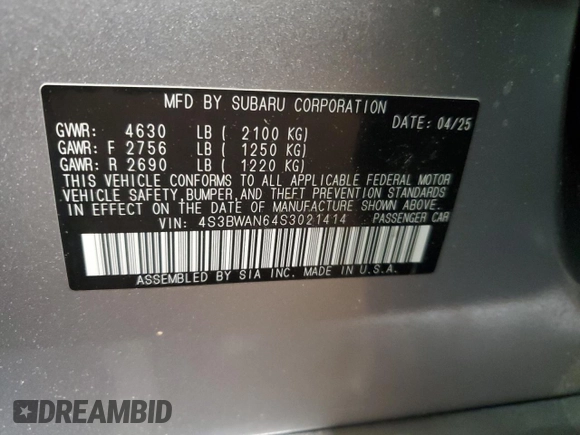 MFD BY SUBARU CORPORATION
DATE: 04/25
GVWR: 4630 LB ( 2100 KG)
GAWR: F 2756 LB ( 1250 KG)
GAWR: R 2690 LB ( 1220 KG)
THIS VEHICLE CONFORMS TO ALL APPLICABLE FEDERAL MOTOR
VEHICLE SAFETY, BUMPER, AND THEFT PREVENTION STANDARDS
IN EFFECT ON THE DATE OF MANUFACTURE SHOWN ABOVE.
VIN: 4S3BWAN64S3021414 PASSENGER CAR
ASSEMBLED BY SIA INC. MADE IN U.S.A.
DREAMBID